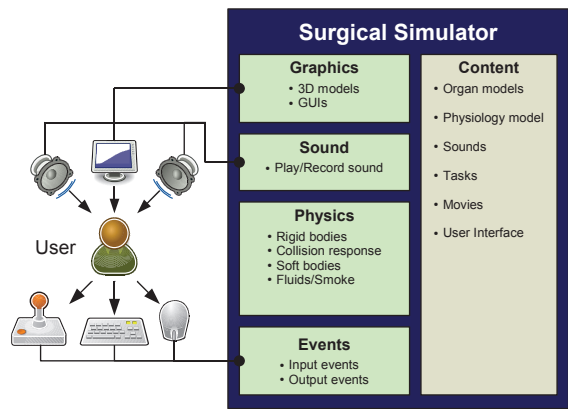 Surgical Simulator
Graphics
• 3D models
• GUIs
Sound
• Play/Record sound
Physics
• Rigid bodies
• Collision response
• Soft bodies
• Fluids/Smoke
Events
• Input events
• Output events
Content
• Organ models
• Physiology model
• Sounds
• Tasks
• Movies
• User Interface
User